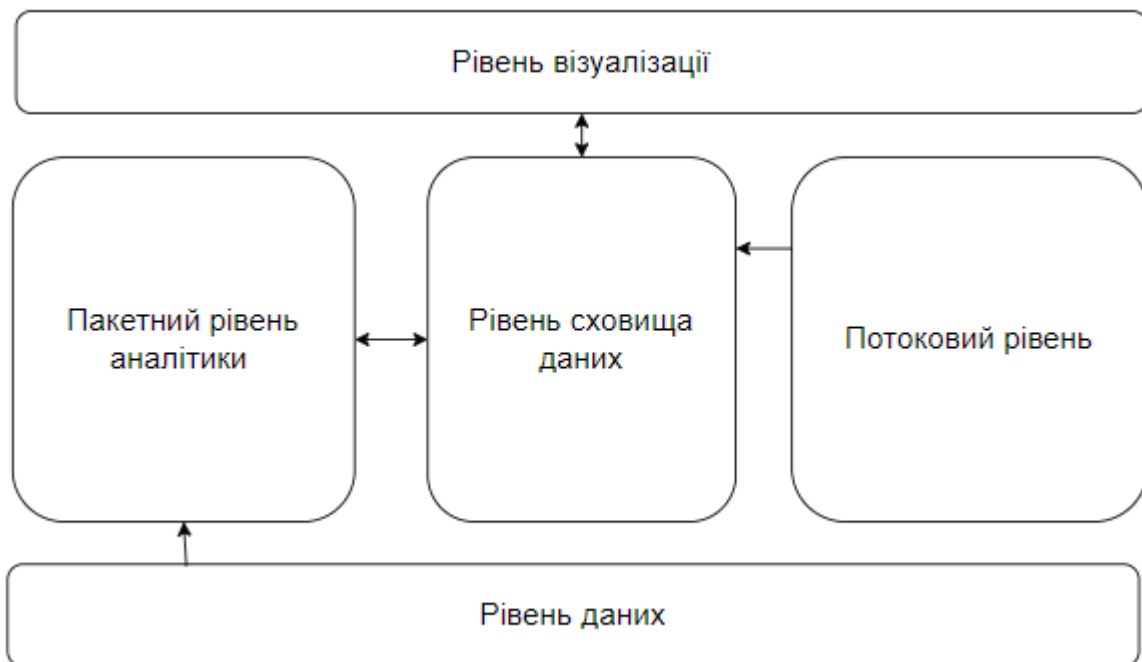 Рівень візуалізації
Пакетний рівень
аналітики
Рівень сховища
даних
Потоковий рівень
Рівень даних